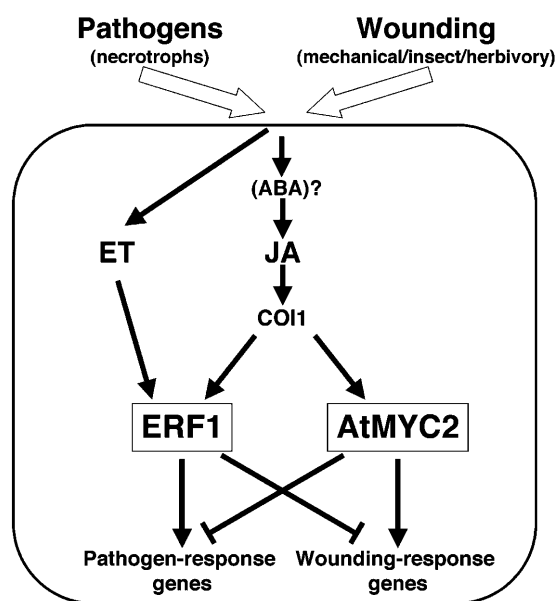 Pathogens
(necrotrophs)
Wounding
(mechanical/insect/herbivory)
(ABA)?
ET
JA
COI1
ERF1
AtMYC2
Pathogen-response
genes
Wounding-response
genes